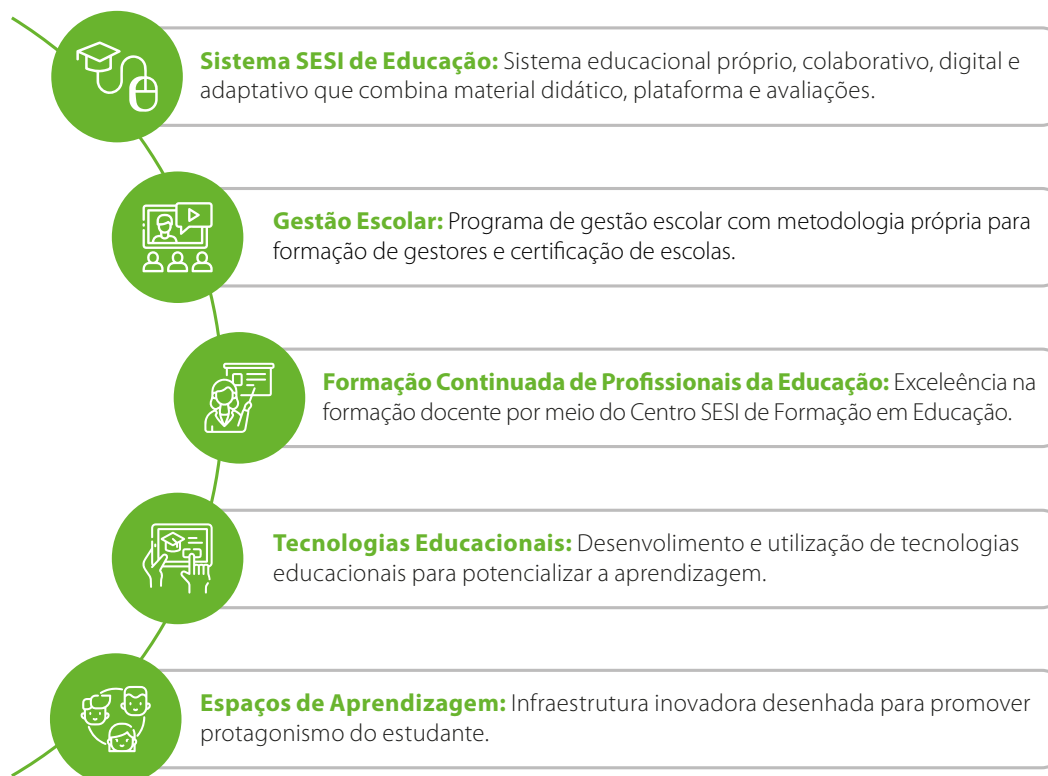 Sistema SESI de Educação: Sistema educacional próprio, colaborativo, digital e
adaptativo que combina material didático, plataforma e avaliações.
Gestão Escolar: Programa de gestão escolar com metodologia própria para
formação de gestores e certificação de escolas.
Formação Continuada de Profissionais da Educação: Exceleência na
formação docente por meio do Centro SESI de Formação em Educação.
Tecnologias Educacionais: Desenvolimento e utilização de tecnologias
educacionais para potencializar a aprendizagem.
Espaços de Aprendizagem: Infraestrutura inovadora desenhada para promover
protagonismo do estudante.